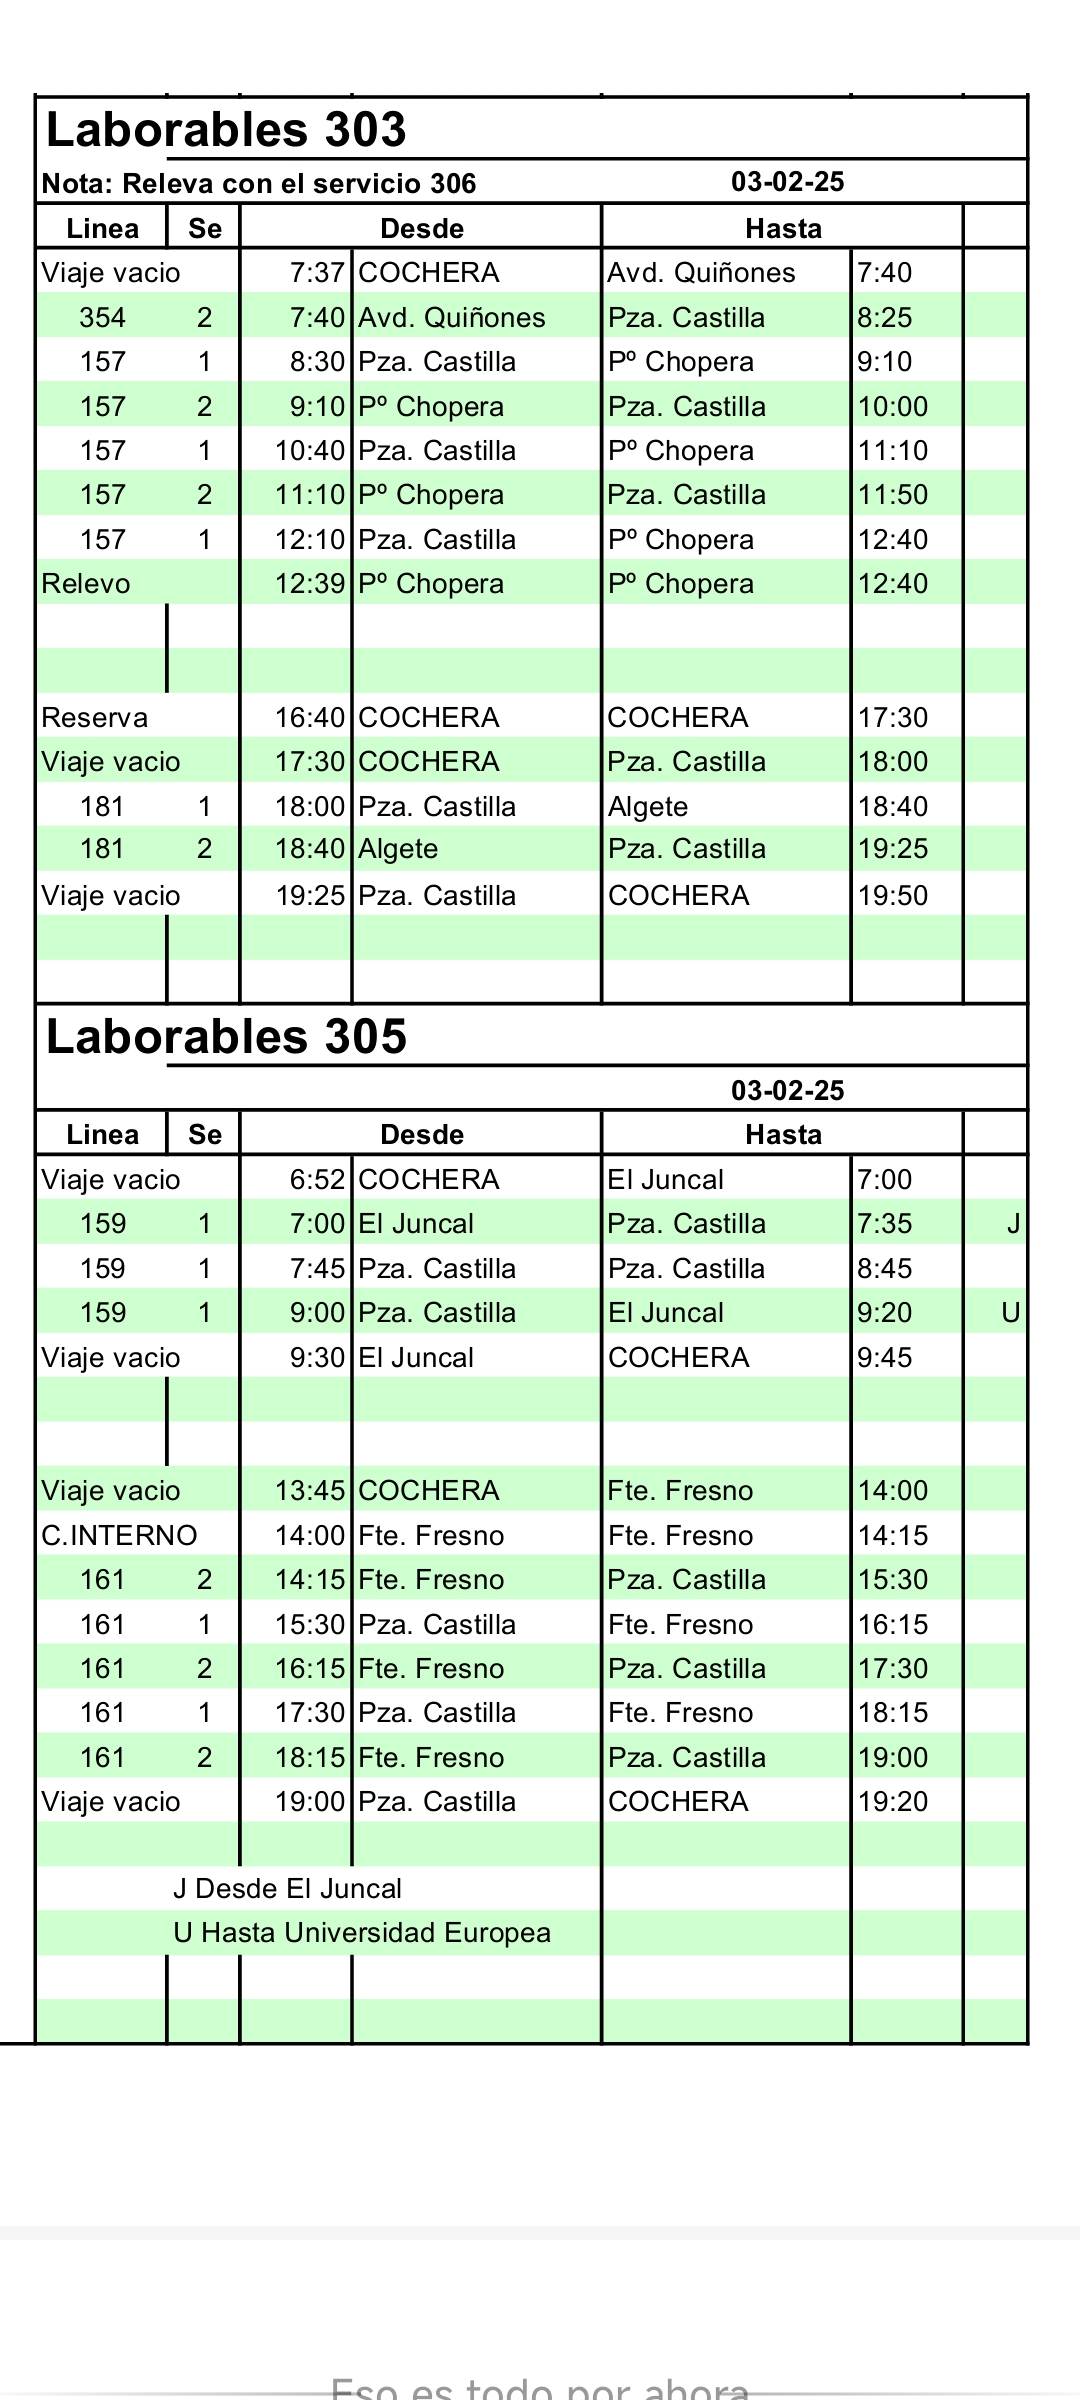 Laborables 303
Nota: Releva con el servicio 306 03-02-25
Linea Se Desde Hasta
Viaje vacio 7:37 COCHERA Avd. Quiñones 7:40
354 2 7:40 Avd. Quiñones Pza. Castilla 8:25
157 1 8:30 Pza. Castilla Pº Chopera 9:10
157 2 9:10 Pº Chopera Pza. Castilla 10:00
157 1 10:40 Pza. Castilla Pº Chopera 11:10
157 2 11:10 Pº Chopera Pza. Castilla 11:50
157 1 12:10 Pza. Castilla Pº Chopera 12:40
Relevo 12:39 Pº Chopera Pº Chopera 12:40
Reserva 16:40 COCHERA COCHERA 17:30
Viaje vacio 17:30 COCHERA Pza. Castilla 18:00
181 1 18:00 Pza. Castilla Algete 18:40
181 2 18:40 Algete Pza. Castilla 19:25
Viaje vacio 19:25 Pza. Castilla COCHERA 19:50
Laborables 305
03-02-25
Linea Se Desde Hasta
Viaje vacio 6:52 COCHERA El Juncal 7:00
159 1 7:00 El Juncal Pza. Castilla 7:35 J
159 1 7:45 Pza. Castilla Pza. Castilla 8:45
159 1 9:00 Pza. Castilla El Juncal 9:20 U
Viaje vacio 9:30 El Juncal COCHERA 9:45
Viaje vacio 13:45 COCHERA Fte. Fresno 14:00
C.INTERNO 14:00 Fte. Fresno Fte. Fresno 14:15
161 2 14:15 Fte. Fresno Pza. Castilla 15:30
161 1 15:30 Pza. Castilla Fte. Fresno 16:15
161 2 16:15 Fte. Fresno Pza. Castilla 17:30
161 1 17:30 Pza. Castilla Fte. Fresno 18:15
161 2 18:15 Fte. Fresno Pza. Castilla 19:00
Viaje vacio 19:00 Pza. Castilla COCHERA 19:20
J Desde El Juncal
U Hasta Universidad Europea
Eso es todo por ahora